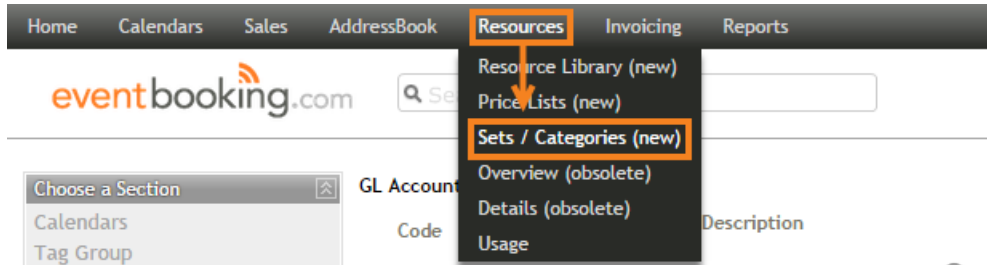 Home Calendars Sales AddressBook Resources Invoicing Reports
Resource Library (new)
eventbooking.com
Price Lists (new)
Sets / Categories (new)
Overview (obsolete)
Details (obsolete)
Usage
Choose a Section
Calendars
Tag Group
GL Account
Code Description